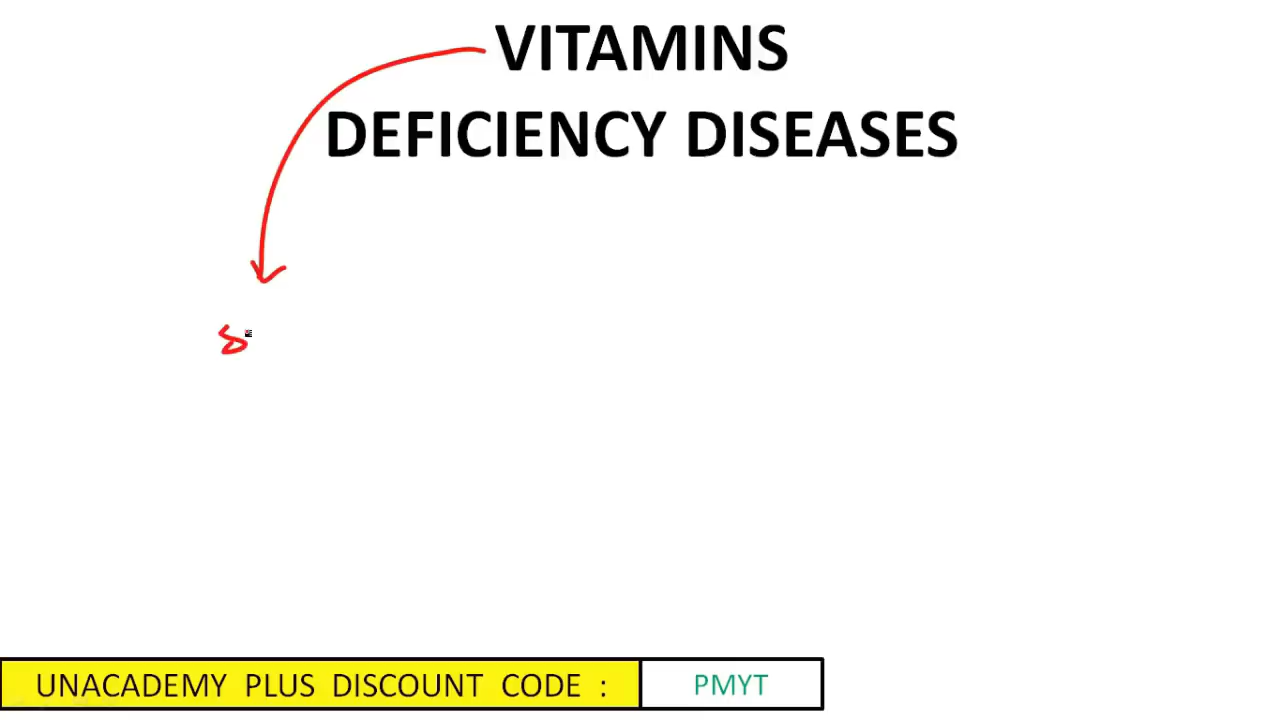 VITAMINS
DEFICIENCY DISEASES
UNACADEMY PLUS DISCOUNT CODE : PMYT